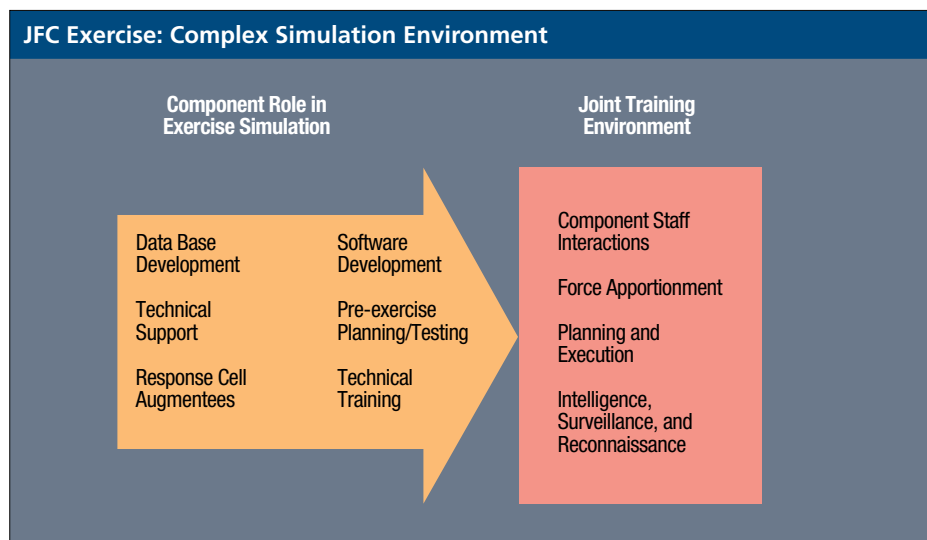 JFC Exercise: Complex Simulation Environment
Component Role in
Exercise Simulation
Data Base
Development
Technical
Support
Response Cell
Augmentees
Software
Development
Pre-exercise
Planning/Testing
Technical
Training
Joint Training
Environment
Component Staff
Interactions
Force Apportionment
Planning and
Execution
Intelligence,
Surveillance, and
Reconnaissance